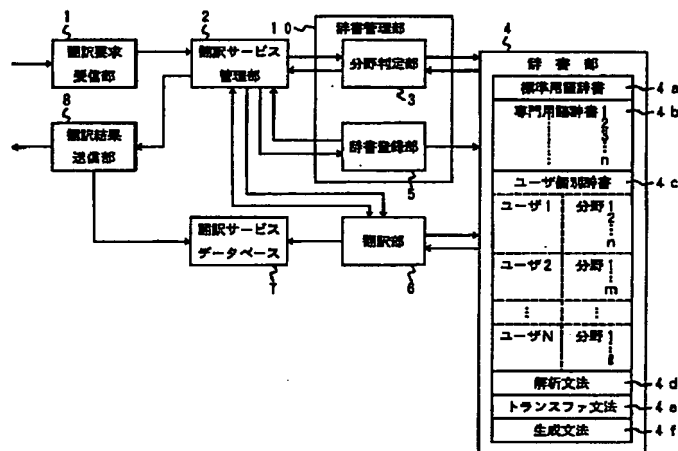 1
翻訳要求
受信部
2
翻訳サービス
管理部
10
辞書管理部
分野判定部
3
辞書登録部
5
8
翻訳結果
送信部
翻訳サービス
データベース
7
翻訳部
6
4
辞書部
標準用語辞書
4a
専門用語辞書1
4b
2
3
n
ユーザ個別辞書
4c
ユーザ1 分野1
2
n
ユーザ2 分野1
m
ユーザN 分野1
解析文法
4d
トランスファ文法
4e
生成文法
4f